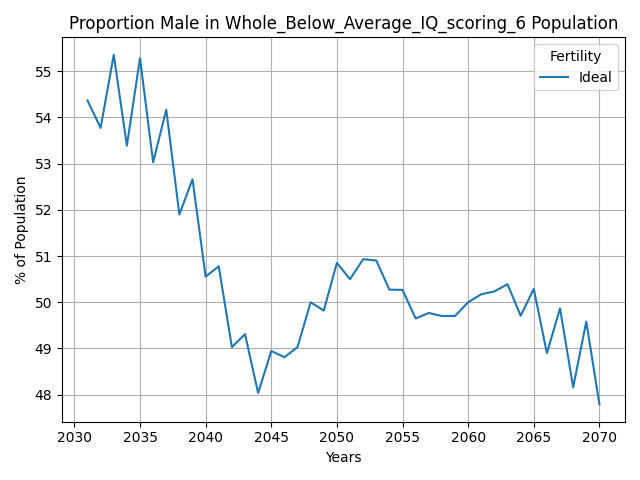 Proportion Male in Whole_Below_Average_IQ_scoring_6 Population
Fertility
Ideal
% of Population
55
54
53
52
51
50
49
48
2030 2035 2040 2045 2050 2055 2060 2065 2070
Years